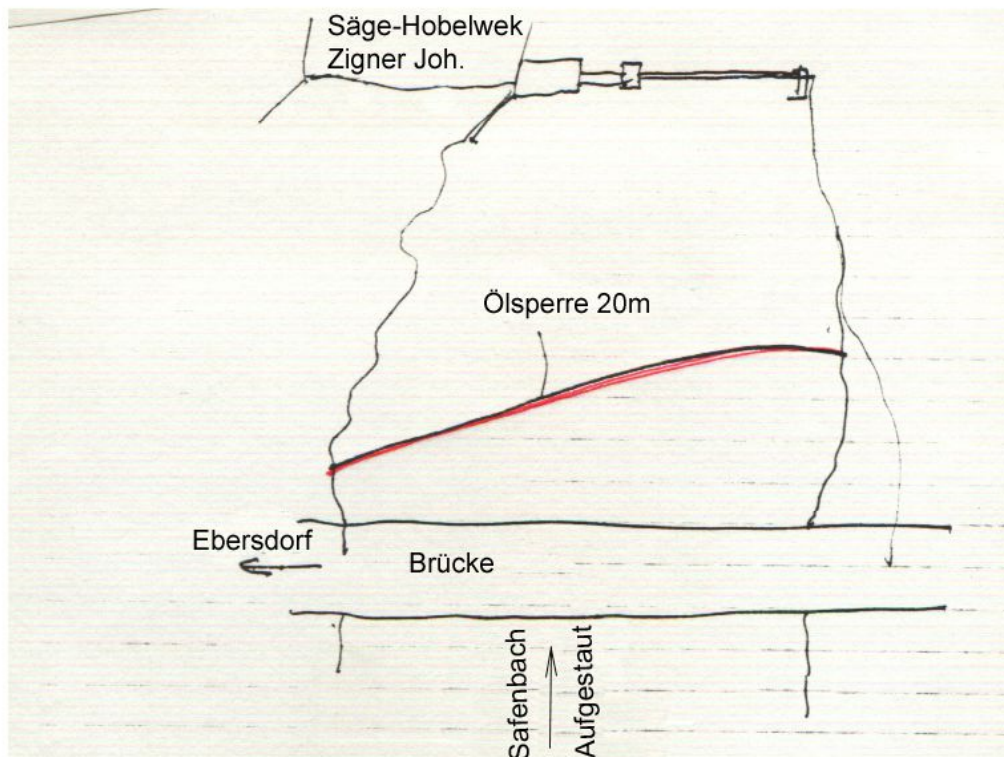 Säge-Hobelwek
Zigner Joh.
Ölsperre 20m
Ebersdorf
Brücke
Safenbach
Aufgestaut